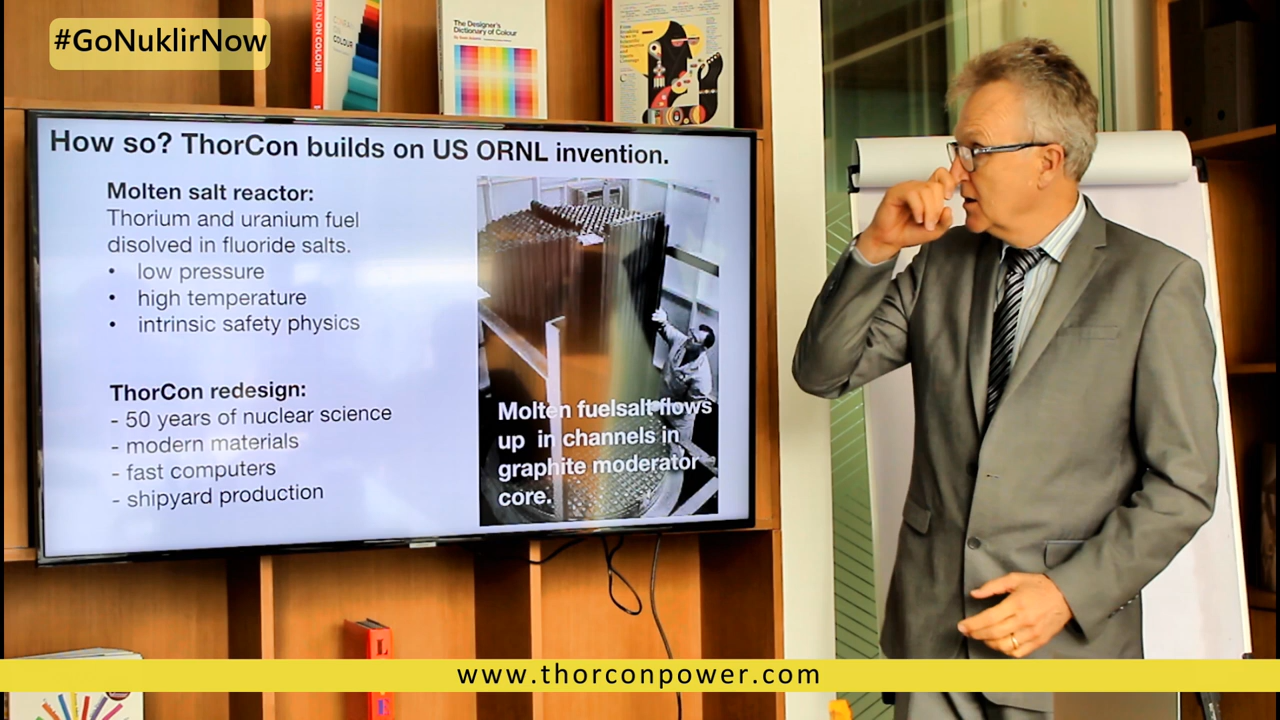 #GoNuklirNow
COLOUR
The Designer's
Dictionary of Colour
How so? ThorCon builds on US ORNL invention.
Molten salt reactor:
Thorium and uranium fuel
disolved in fluoride salts.
• low pressure
• high temperature
• intrinsic safety physics
ThorCon redesign:
- 50 years of nuclear science
- modern materials
- fast computers
- shipyard production
Molten fuelsalt flows
up in channels in
graphite moderator
core.
www.thorconpower.com